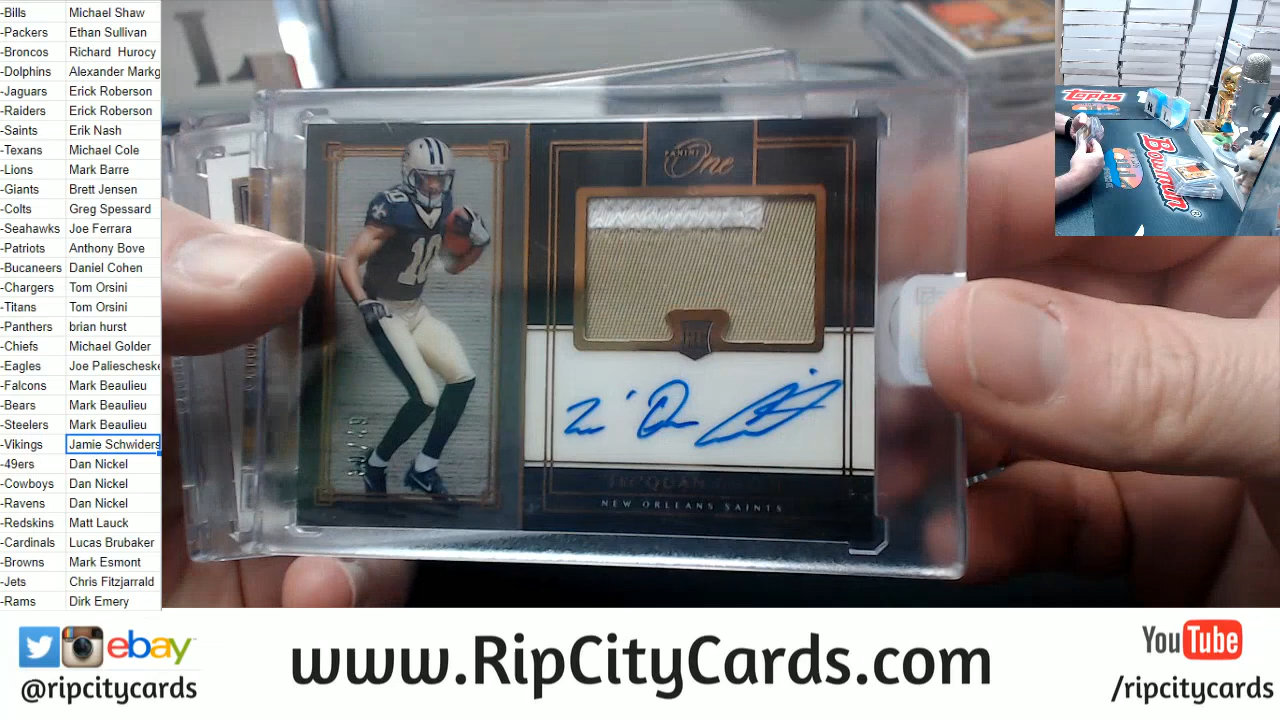 -Bills Michael Shaw
-Packers Ethan Sullivan
-Broncos Richard Hurocy
-Dolphins Alexander Markg
-Jaguars Erick Roberson
-Raiders Erick Roberson
-Saints Erik Nash
-Texans Michael Cole
-Lions Mark Barre
-Giants Brett Jensen
-Colts Greg Spessard
-Seahawks Joe Ferrara
-Patriots Anthony Bove
-Bucaneers Daniel Cohen
-Chargers Tom Orsini
-Titans Tom Orsini
-Panthers brian hurst
-Chiefs Michael Golder
-Eagles Joe Paliescheske
-Falcons Mark Beaulieu
-Bears Mark Beaulieu
-Steelers Mark Beaulieu
-Vikings Jamie Schwiders
-49ers Dan Nickel
-Cowboys Dan Nickel
-Ravens Dan Nickel
-Redskins Matt Lauck
-Cardinals Lucas Brubaker
-Browns Mark Esmont
-Jets Chris Fitzjarrald
-Rams Dirk Emery
PANINI
One
10
10
TRE'QUAN
NEW ORLEANS SAINTS
Topps
Bowman
ebay
@ripcitycards
www.RipCityCards.com
YouTube
/ripcitycards